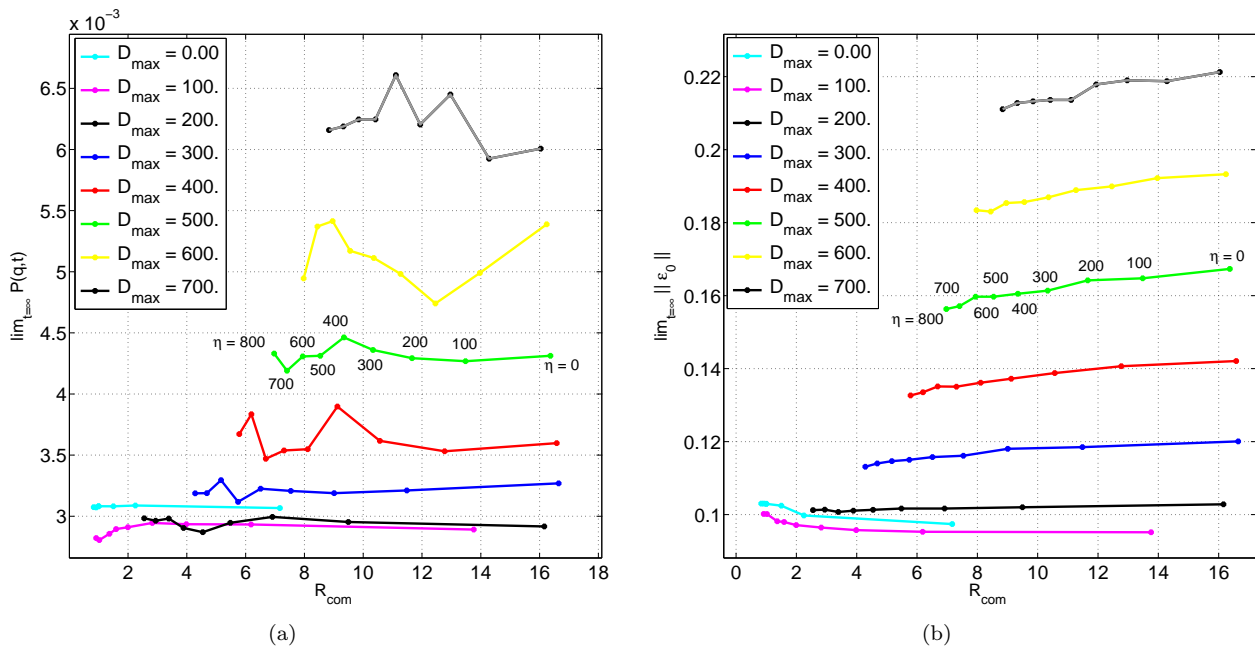 x 10⁻³
D_max = 0.00
D_max = 100.
D_max = 200.
D_max = 300.
D_max = 400.
D_max = 500.
D_max = 600.
D_max = 700.
6.5
6
5.5
5
4.5
4
3.5
3
lim_{t=∞} P(q,t)
η = 800
700
600
500
400
300
200
100
η = 0
2 4 6 8 10 12 14 16 18
R_com
(a)
D_max = 0.00
D_max = 100.
D_max = 200.
D_max = 300.
D_max = 400.
D_max = 500.
D_max = 600.
D_max = 700.
0.22
0.2
0.18
0.16
0.14
0.12
0.1
lim_{t=∞} || ε_0 ||
η = 800
700
600
500
400
300
200
100
η = 0
0 2 4 6 8 10 12 14 16
R_com
(b)